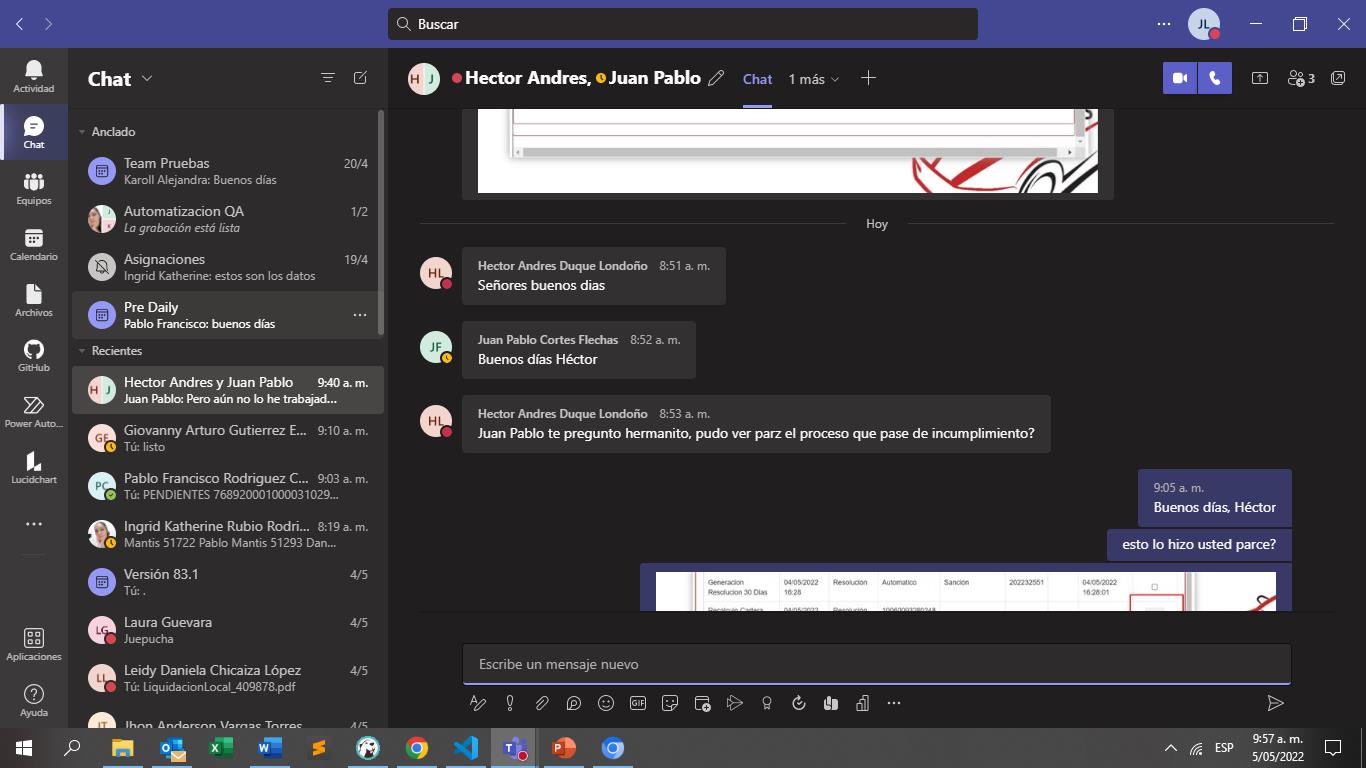 Buscar
JL
Actividad
Chat
Equipos
Calendario
Archivos
GitHub
Power Auto...
Lucidchart
Aplicaciones
Ayuda
Chat
Anclado
Team Pruebas 20/4
Karoll Alejandra: Buenos días
Automatizacion QA 1/2
La grabación está lista
Asignaciones 19/4
Ingrid Katherine: estos son los datos
Pre Daily
Pablo Francisco: buenos días
Recientes
H J
Hector Andres y Juan Pablo 9:40 a. m.
Juan Pablo: Pero aún no lo he trabajad...
GE
Giovanny Arturo Gutierrez E... 9:10 a. m.
Tú: listo
PC
Pablo Francisco Rodriguez C... 9:03 a. m.
Tú: PENDIENTES 768920001000031029...
Ingrid Katherine Rubio Rodri... 8:19 a. m.
Mantis 51722 Pablo Mantis 51293 Dan...
Versión 83.1 4/5
Tú: .
LG
Laura Guevara 4/5
Juepucha
LL
Leidy Daniela Chicaiza López 4/5
Tú: LiquidacionLocal_409878.pdf
JT
Jhon Anderson Vargas Torres 4/5
H J
Hector Andres, Juan Pablo
Chat
1 más
3
Hoy
HL
Hector Andres Duque Londoño 8:51 a. m.
Señores buenos dias
JF
Juan Pablo Cortes Flechas 8:52 a. m.
Buenos días Héctor
HL
Hector Andres Duque Londoño 8:53 a. m.
Juan Pablo te pregunto hermanito, pudo ver parz el proceso que pase de incumplimiento?
9:05 a. m.
Buenos días, Héctor
esto lo hizo usted parce?
Generacion 04/05/2022 Resolución Automatico Sanción 202232551 04/05/2022
Resolucion 30 Dias 16:28 16:28:01
Recalculo Cartera 04/05/2022 Resolución
Escribe un mensaje nuevo
GIF
ESP
9:57 a. m.
5/05/2022